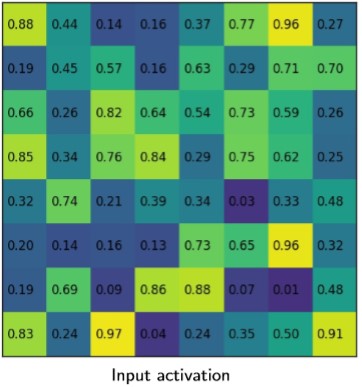 0.88 0.44 0.14 0.16 0.37 0.77 0.96 0.27
0.19 0.45 0.57 0.16 0.63 0.29 0.71 0.70
0.66 0.26 0.82 0.64 0.54 0.73 0.59 0.26
0.85 0.34 0.76 0.84 0.29 0.75 0.62 0.25
0.32 0.74 0.21 0.39 0.34 0.03 0.33 0.48
0.20 0.14 0.16 0.13 0.73 0.65 0.96 0.32
0.19 0.69 0.09 0.86 0.88 0.07 0.01 0.48
0.83 0.24 0.97 0.04 0.24 0.35 0.50 0.91
Input activation